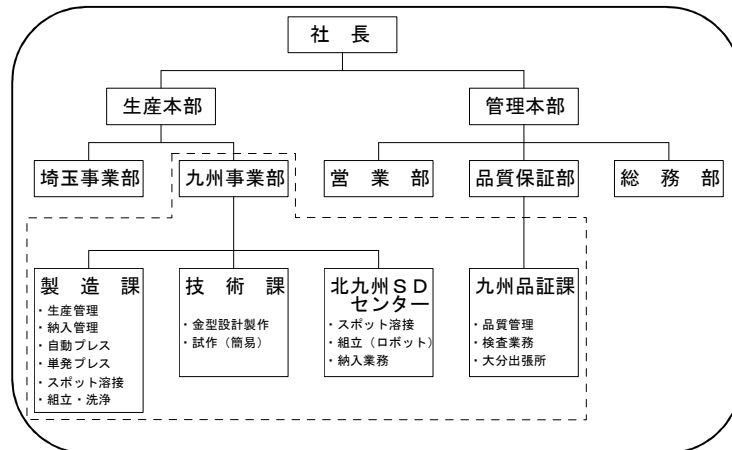 社 長
生産本部
管理本部
埼玉事業部
九州事業部
営 業 部
品質保証部
総 務 部
製 造 課
・生産管理
・納入管理
・自動プレス
・単発プレス
・スポット溶接
・組立・洗浄
技 術 課
・金型設計製作
・試作（簡易）
北九州ＳＤ
センター
・スポット溶接
・組立（ロボット）
・納入業務
九州品証課
・品質管理
・検査業務
・大分出張所